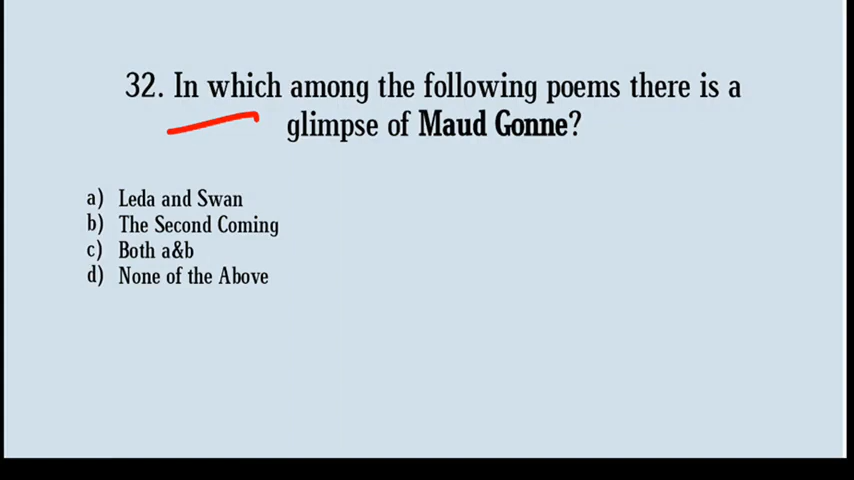 32. In which among the following poems there is a
glimpse of Maud Gonne?
a) Leda and Swan
b) The Second Coming
c) Both a&b
d) None of the Above